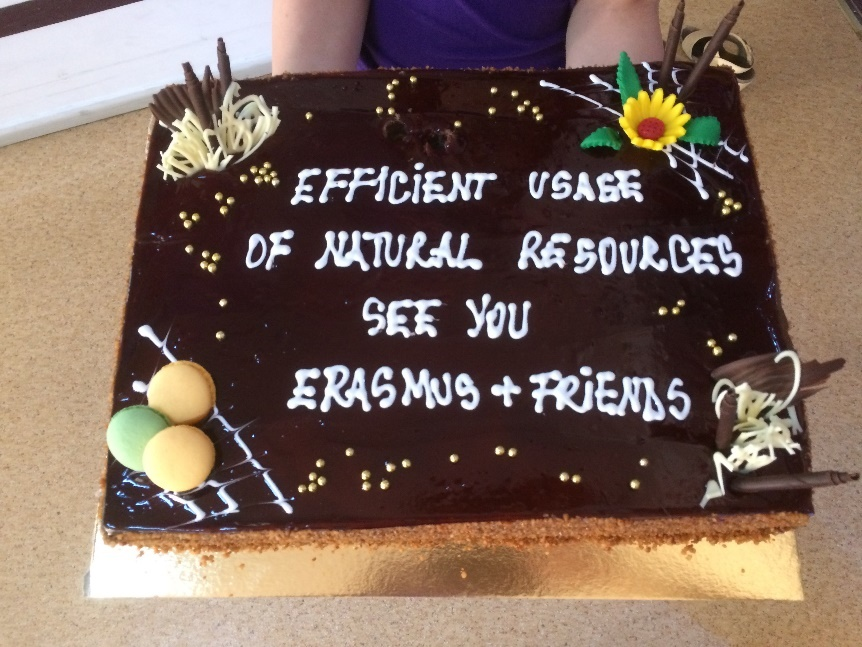 EFFICIENT USAGE
OF NATURAL RESOURCES
SEE YOU
ERASMUS + FRIENDS